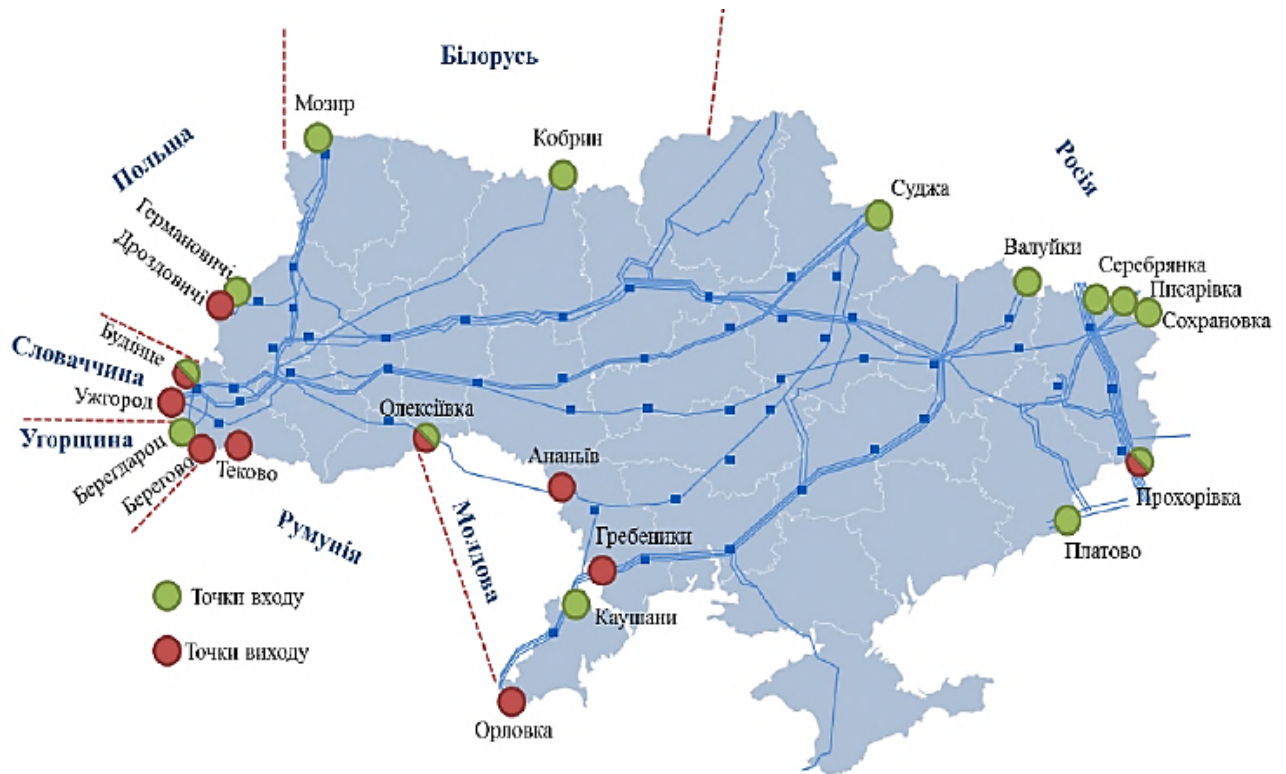 Білорусь
Мозир
Кобрин
Польща
Росія
Суджа
Германовичі
Дроздовичі
Валуйки
Серебрянка
Писарівка
Сохрановка
Будінце
Словаччина
Ужгород
Угорщина
Берегдароц
Берегово
Теково
Олексіївка
Ананьїв
Прохорівка
Платово
Румунія
Молдова
Гребеники
Каушани
Орловка
Точки входу
Точки виходу